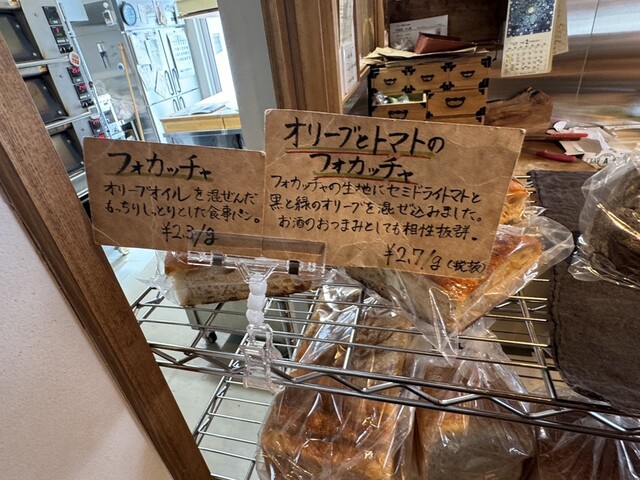 フォカッチャ
オリーブオイルを混ぜんだ
もっちりしっとりとした食事パン。
¥2.3/g
オリーブとトマトの
フォカッチャ
フォカッチャの生地にセミドライトマトと
黒と緑のオリーブを混ぜ込みました。
お酒のおつまみとしても相性抜群。
¥2.7/g(税抜)